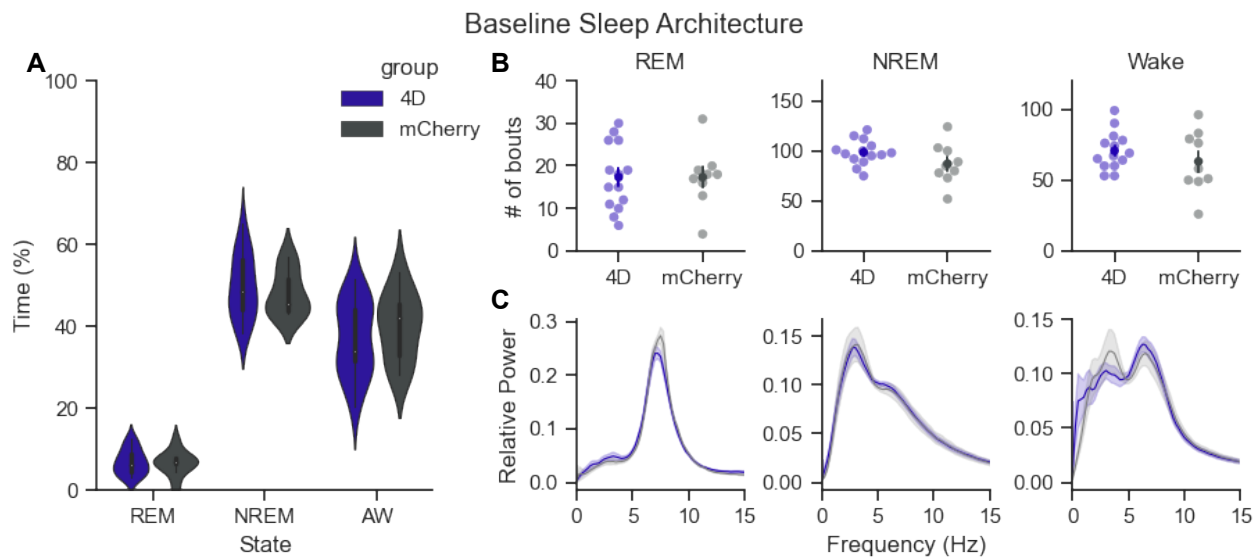 Baseline Sleep Architecture
A
group
4D
mCherry
100
80
60
40
20
0
Time (%)
REM NREM AW
State
B
REM NREM Wake
# of bouts
40
30
20
10
0
4D mCherry
150
100
50
0
4D mCherry
100
50
0
4D mCherry
C
Relative Power
0.3
0.2
0.1
0.0
0 5 10 15
0.15
0.10
0.05
0.00
0 5 10 15
0.15
0.10
0.05
0.00
0 5 10 15
Frequency (Hz)